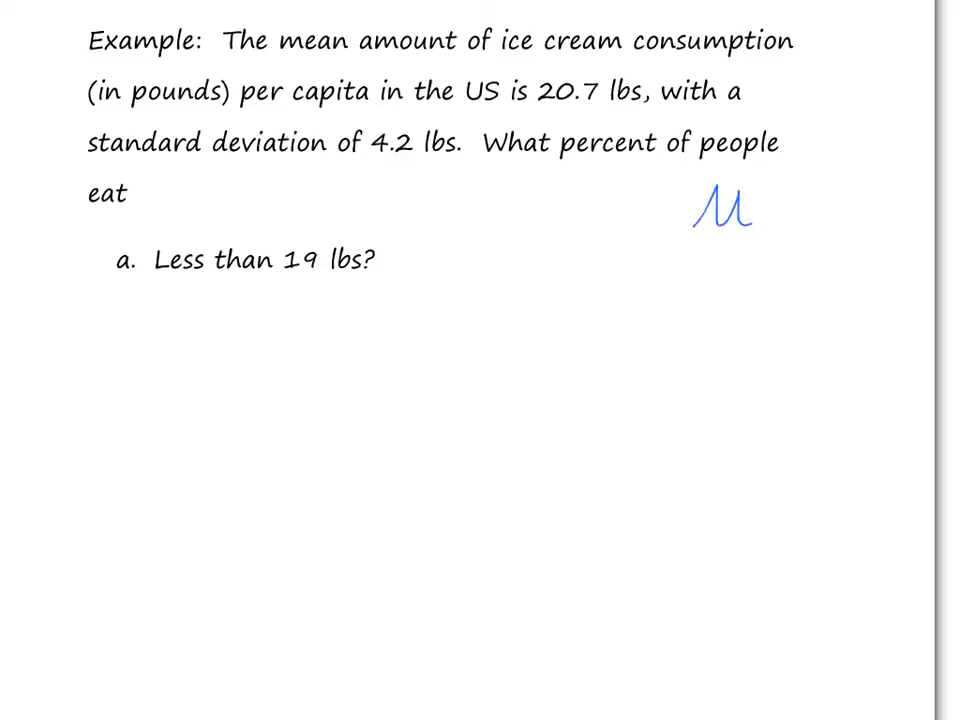 Example: The mean amount of ice cream consumption
(in pounds) per capita in the US is 20.7 lbs, with a
standard deviation of 4.2 lbs. What percent of people
eat
μ
a. Less than 19 lbs?